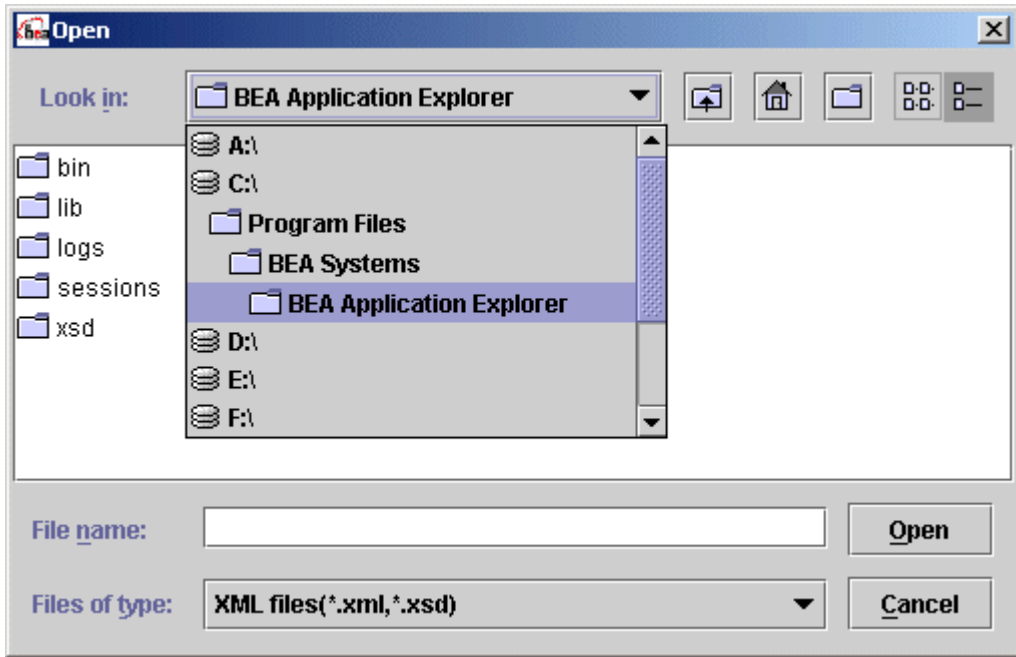 bea Open
Look in: BEA Application Explorer
A:\
C:\
Program Files
BEA Systems
BEA Application Explorer
D:\
E:\
F:\
bin
lib
logs
sessions
xsd
File name: Open
Files of type: XML files(*.xml,*.xsd) Cancel